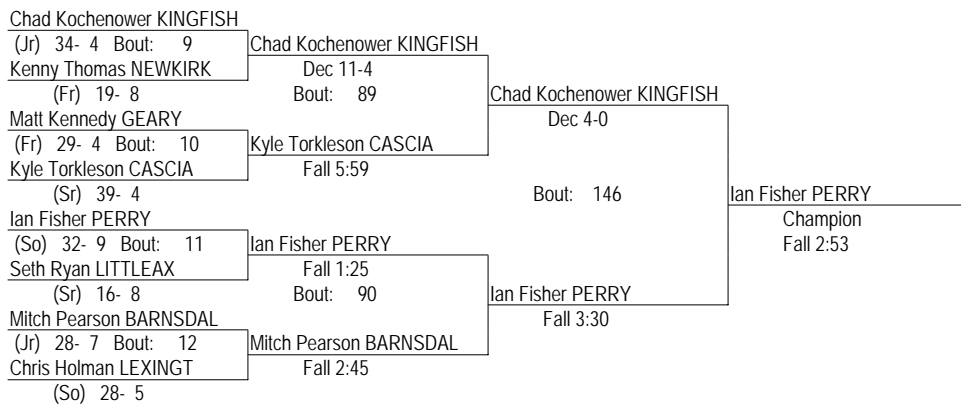 Chad Kochenower KINGFISH
(Jr) 34- 4 Bout: 9
Chad Kochenower KINGFISH
Kenny Thomas NEWKIRK
Dec 11-4
(Fr) 19- 8
Bout: 89
Chad Kochenower KINGFISH
Matt Kennedy GEARY
Dec 4-0
(Fr) 29- 4 Bout: 10
Kyle Torkleson CASCIA
Kyle Torkleson CASCIA
Fall 5:59
(Sr) 39- 4
Bout: 146
Ian Fisher PERRY
Ian Fisher PERRY
Champion
(So) 32- 9 Bout: 11
Ian Fisher PERRY
Fall 2:53
Seth Ryan LITTLEAX
Fall 1:25
(Sr) 16- 8
Bout: 90
Ian Fisher PERRY
Mitch Pearson BARNSDAL
Fall 3:30
(Jr) 28- 7 Bout: 12
Mitch Pearson BARNSDAL
Chris Holman LEXINGT
Fall 2:45
(So) 28- 5